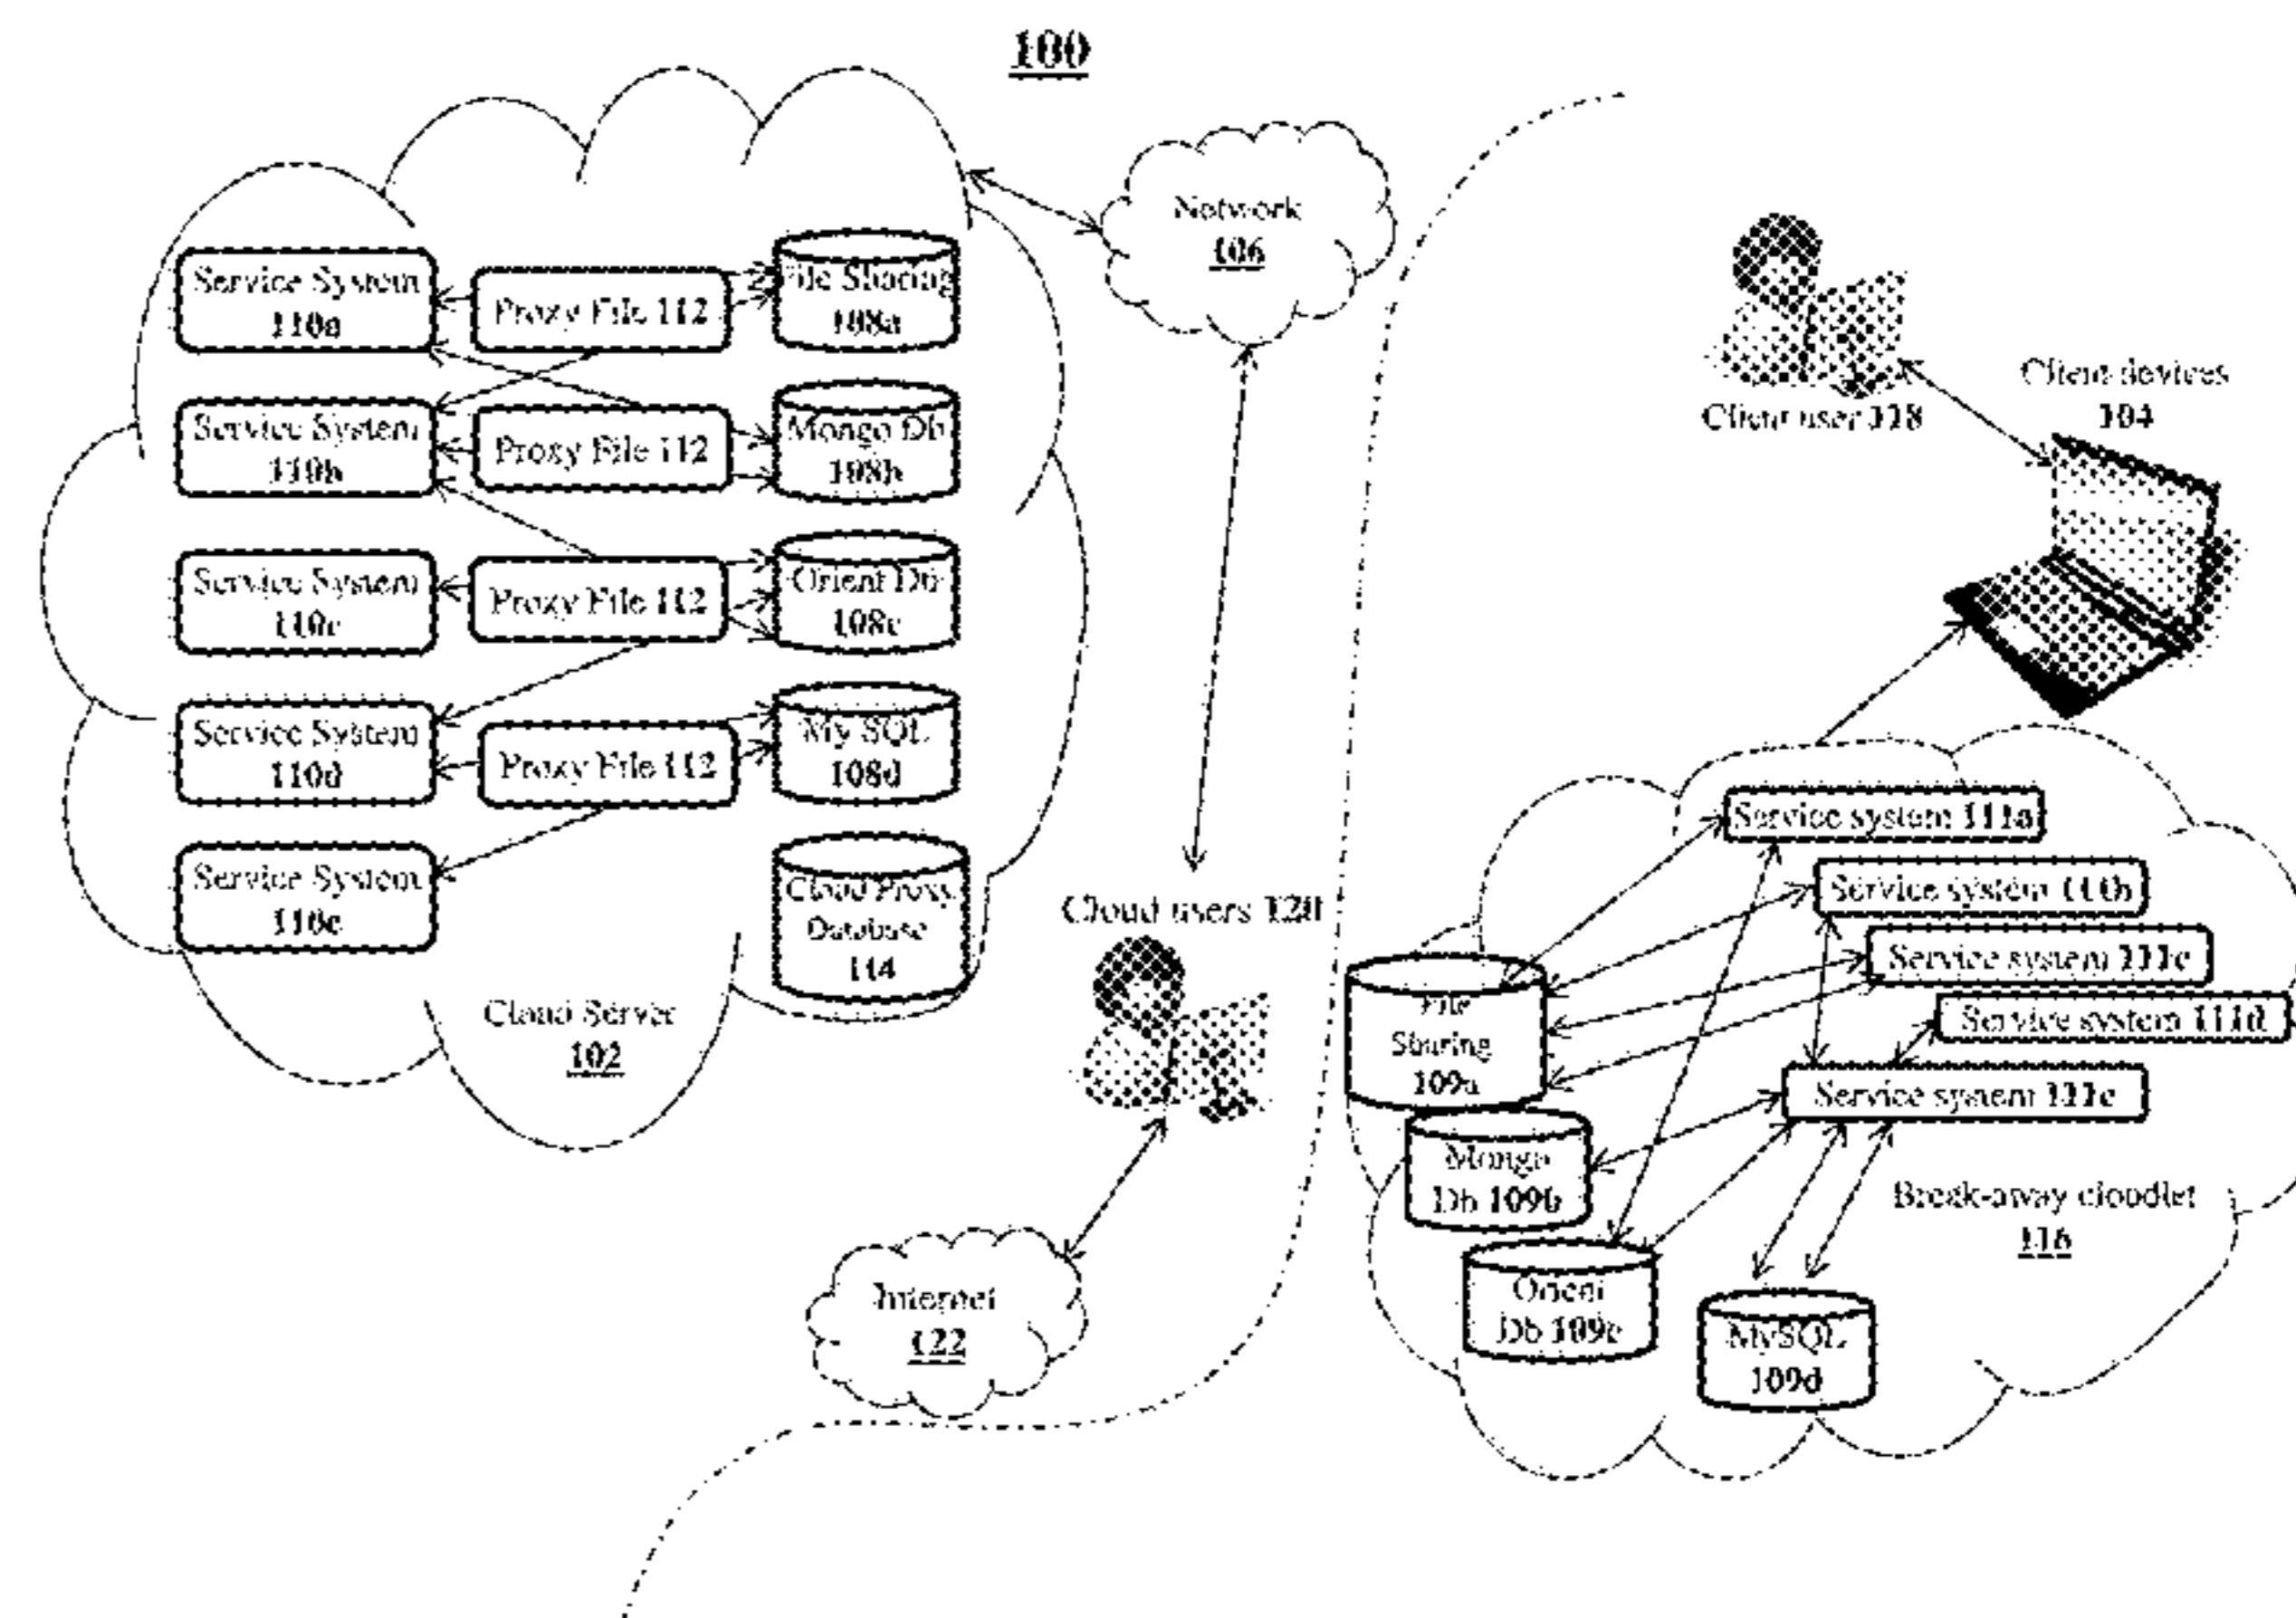 100
Network
106
Service System
110a
Proxy File 112
File Sharing
108a
Service System
110b
Proxy File 112
Mongo Db
108b
Service System
110c
Proxy File 112
Orient Db
108c
Service System
110d
Proxy File 112
My SQL
108d
Service System
110e
Cloud Proxy
Database
114
Cloud Server
102
Cloud users 120
Internet
122
Client user 118
Client devices
104
Service system 111a
Service system 110b
Service system 111c
Service system 111d
Service system 111e
File
Sharing
109a
Mongo
Db 109b
Orient
Db 109c
MySQL
109d
Break-away cloudlet
116